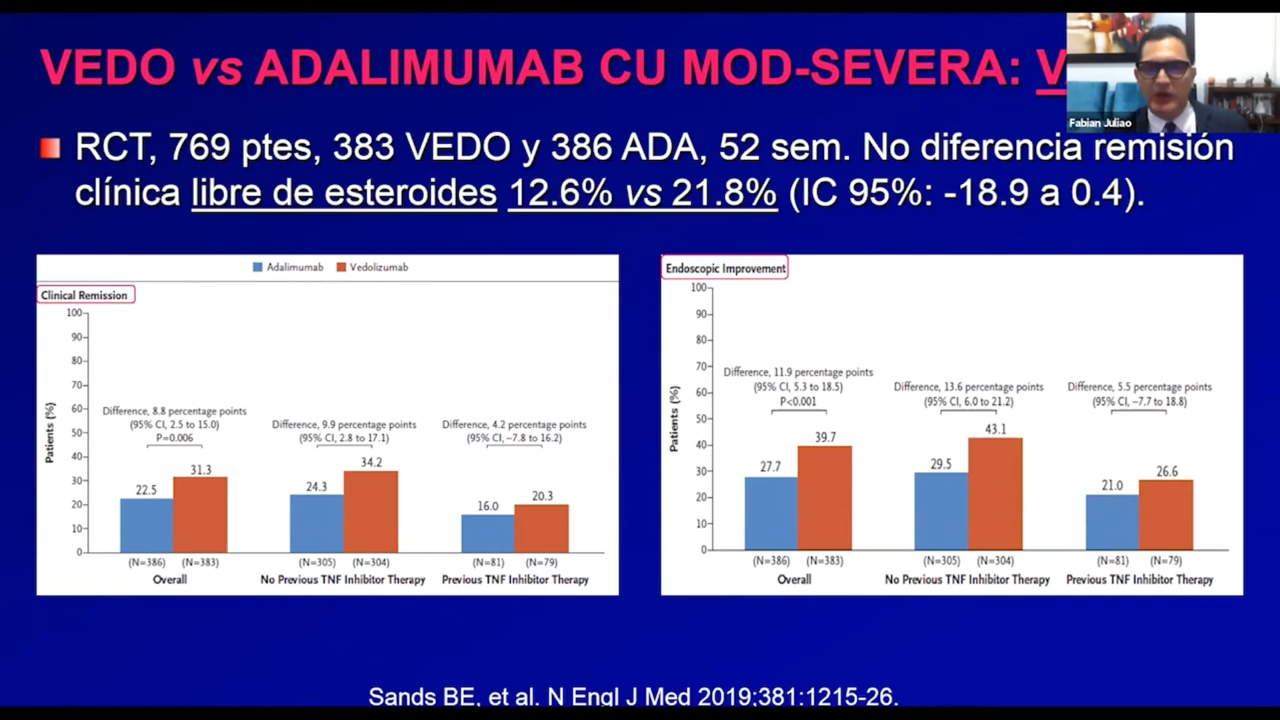 VEDO vs ADALIMUMAB CU MOD-SEVERA: V
Fabian Juliao
RCT, 769 ptes, 383 VEDO y 386 ADA, 52 sem. No diferencia remisión
clínica libre de esteroides 12.6% vs 21.8% (IC 95%: -18.9 a 0.4).
Adalimumab Vedolizumab
Clinical Remission
Patients (%)
100
90
80
70
60
50
40
30
20
10
0
Difference, 8.8 percentage points
(95% CI, 2.5 to 15.0)
P=0.006
22.5
31.3
(N=386) (N=383)
Overall
Difference, 9.9 percentage points
(95% CI, 2.8 to 17.1)
24.3
34.2
(N=305) (N=304)
No Previous TNF Inhibitor Therapy
Difference, 4.2 percentage points
(95% CI, −7.8 to 16.2)
16.0
20.3
(N=81) (N=79)
Previous TNF Inhibitor Therapy
Endoscopic Improvement
Patients (%)
100
90
80
70
60
50
40
30
20
10
0
Difference, 11.9 percentage points
(95% CI, 5.3 to 18.5)
P<0.001
27.7
39.7
(N=386) (N=383)
Overall
Difference, 13.6 percentage points
(95% CI, 6.0 to 21.2)
29.5
43.1
(N=305) (N=304)
No Previous TNF Inhibitor Therapy
Difference, 5.5 percentage points
(95% CI, −7.7 to 18.8)
21.0
26.6
(N=81) (N=79)
Previous TNF Inhibitor Therapy
Sands BE, et al. N Engl J Med 2019;381:1215-26.